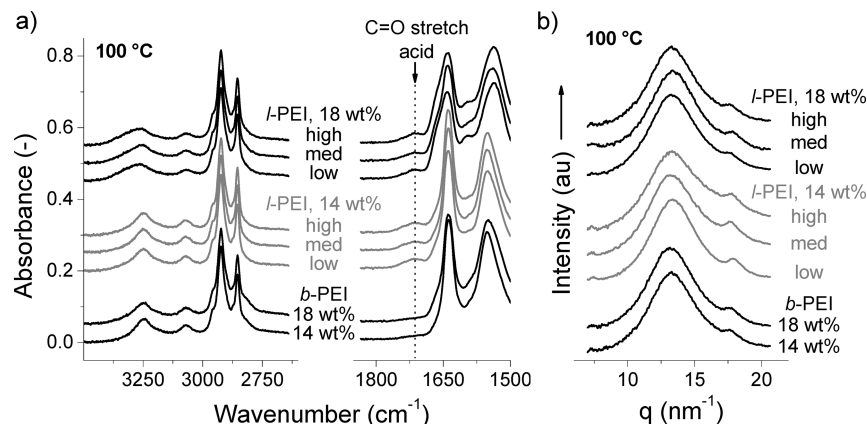 a)
100 °C
C=O stretch
acid
l-PEI, 18 wt%
high
med
low
l-PEI, 14 wt%
high
med
low
b-PEI
18 wt%
14 wt%
0.8
0.6
0.4
0.2
0.0
Absorbance (-)
3250 3000 2750 1800 1650 1500
Wavenumber (cm⁻¹)
b)
100 °C
l-PEI, 18 wt%
high
med
low
l-PEI, 14 wt%
high
med
low
b-PEI
18 wt%
14 wt%
Intensity (au)
10 15 20
q (nm⁻¹)